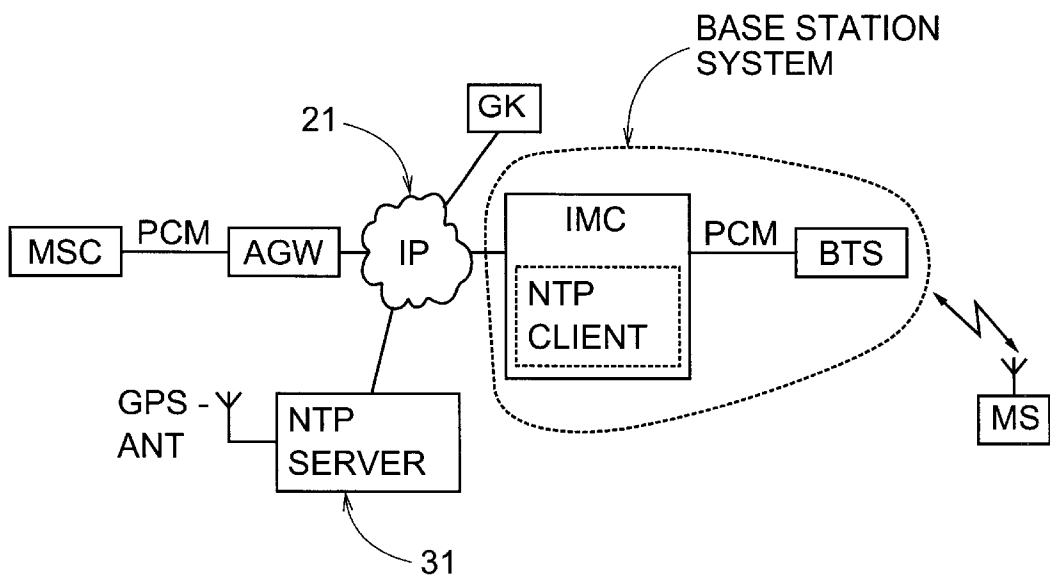 BASE STATION
SYSTEM
21
GK
MSC
PCM
AGW
IP
IMC
NTP
CLIENT
PCM
BTS
GPS -
ANT
NTP
SERVER
MS
31